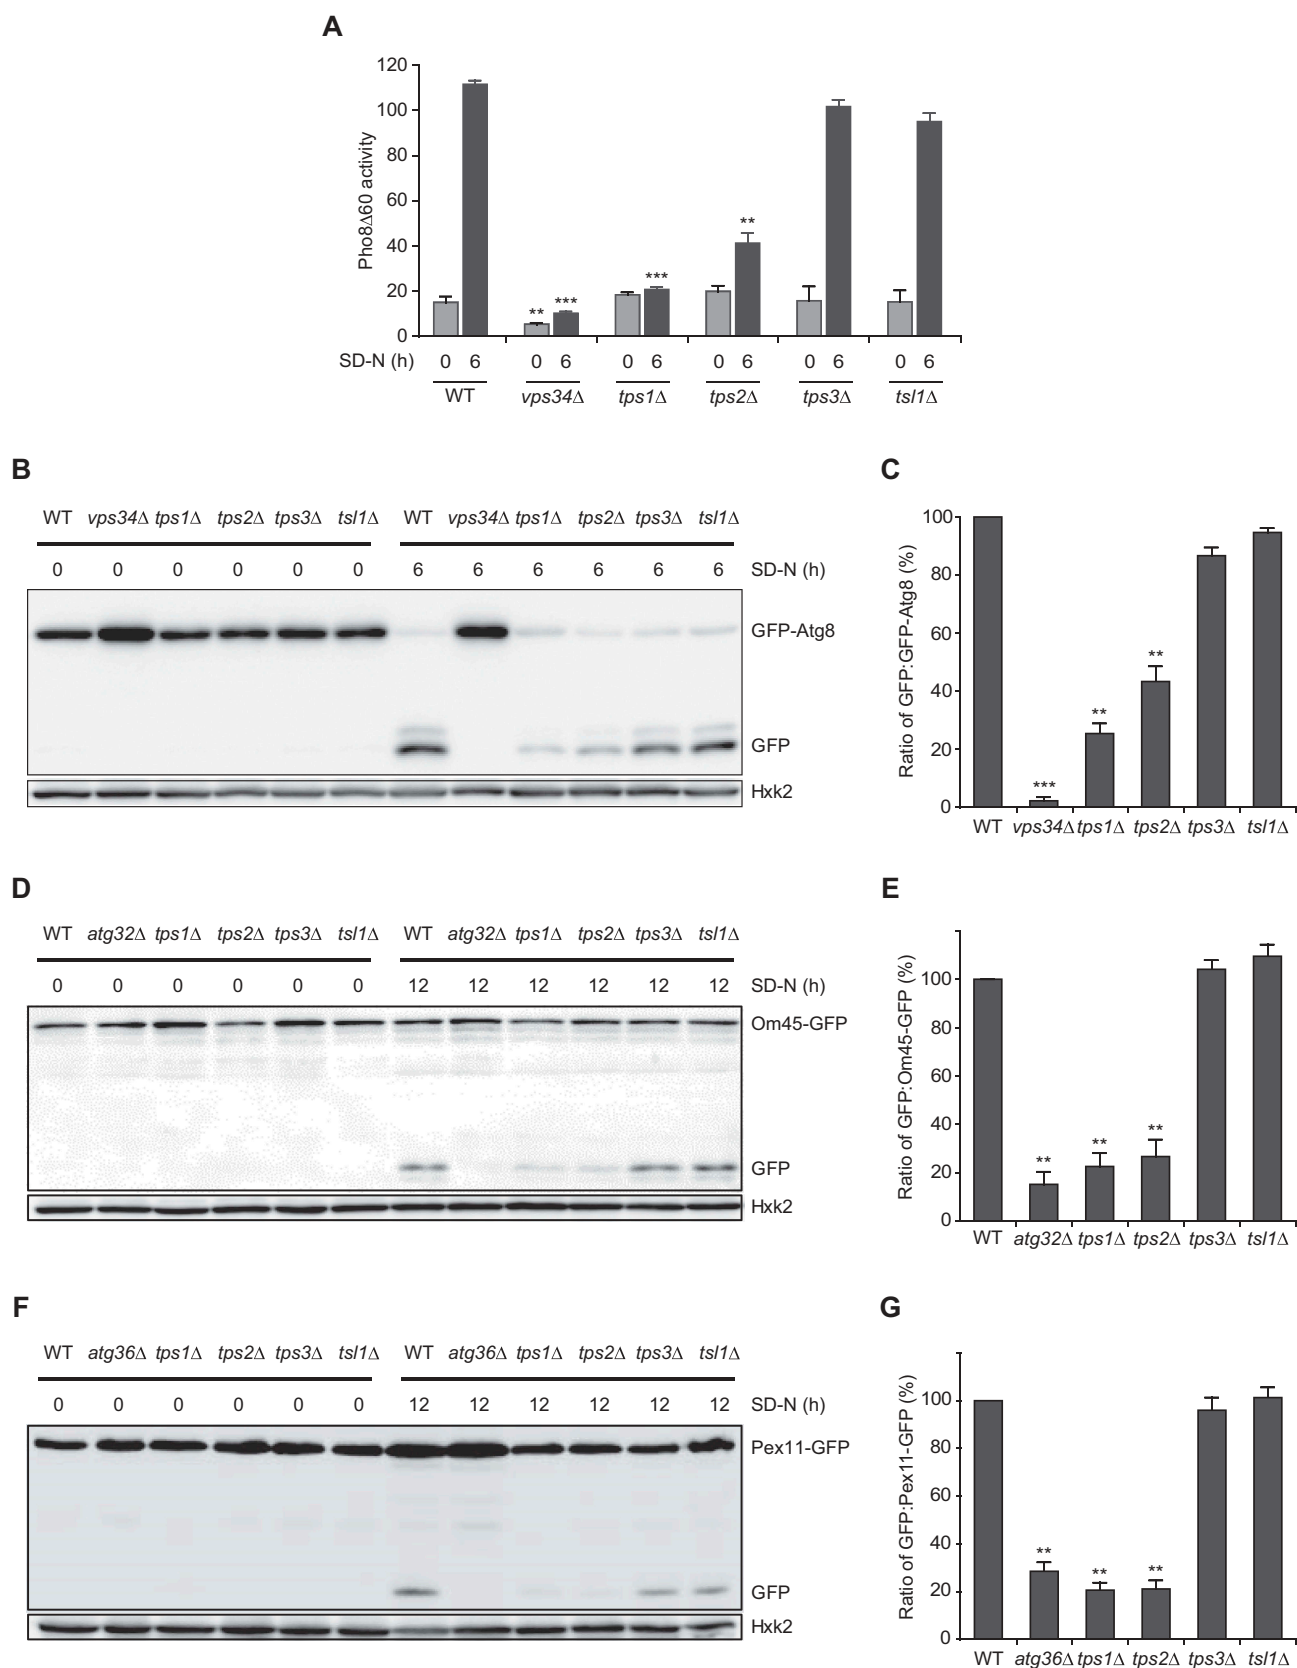 A
Pho8Δ60 activity
120
100
80
60
40
20
0
** *** *** **
SD-N (h) 0 6 0 6 0 6 0 6 0 6 0 6
WT vps34Δ tps1Δ tps2Δ tps3Δ tsl1Δ
B
WT vps34Δ tps1Δ tps2Δ tps3Δ tsl1Δ WT vps34Δ tps1Δ tps2Δ tps3Δ tsl1Δ
0 0 0 0 0 0 6 6 6 6 6 6 SD-N (h)
GFP-Atg8
GFP
Hxk2
C
Ratio of GFP:GFP-Atg8 (%)
100
80
60
40
20
0
*** ** **
WT vps34Δ tps1Δ tps2Δ tps3Δ tsl1Δ
D
WT atg32Δ tps1Δ tps2Δ tps3Δ tsl1Δ WT atg32Δ tps1Δ tps2Δ tps3Δ tsl1Δ
0 0 0 0 0 0 12 12 12 12 12 12 SD-N (h)
Om45-GFP
GFP
Hxk2
E
Ratio of GFP:Om45-GFP (%)
100
80
60
40
20
0
** ** **
WT atg32Δ tps1Δ tps2Δ tps3Δ tsl1Δ
F
WT atg36Δ tps1Δ tps2Δ tps3Δ tsl1Δ WT atg36Δ tps1Δ tps2Δ tps3Δ tsl1Δ
0 0 0 0 0 0 12 12 12 12 12 12 SD-N (h)
Pex11-GFP
GFP
Hxk2
G
Ratio of GFP:Pex11-GFP (%)
100
80
60
40
20
0
** ** **
WT atg36Δ tps1Δ tps2Δ tps3Δ tsl1Δ